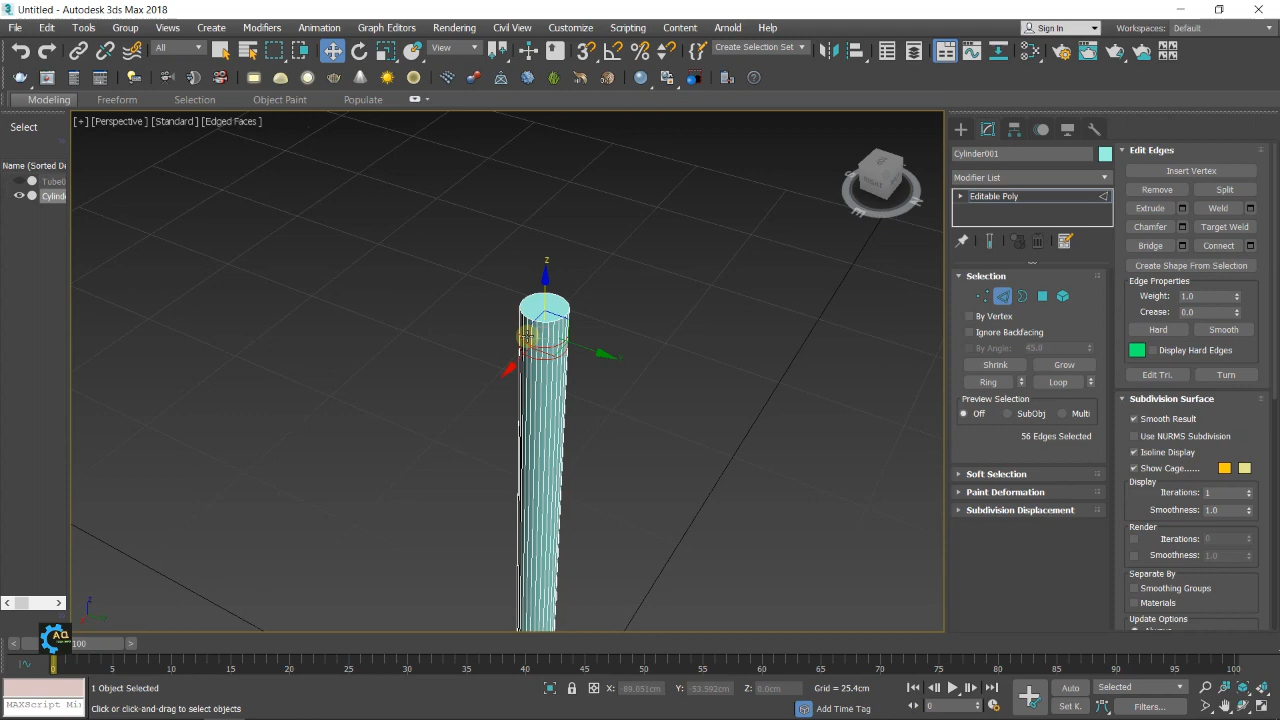 Untitled - Autodesk 3ds Max 2018
File Edit Tools Group Views Create Modifiers Animation Graph Editors Rendering Civil View Customize Scripting Content Arnold Help
Sign In Workspaces: Default
All View Create Selection Set
Modeling Freeform Selection Object Paint Populate
Select
Name (Sorted De
Tube0
Cylin
[+] [Perspective ] [Standard ] [Edged Faces ]
RIGHT
z
Cylinder001
Modifier List
Editable Poly
Selection
By Vertex
Ignore Backfacing
By Angle: 45.0
Shrink Grow
Ring Loop
Preview Selection
Off SubObj Multi
56 Edges Selected
Soft Selection
Paint Deformation
Subdivision Displacement
Edit Edges
Insert Vertex
Remove Split
Extrude Weld
Chamfer Target Weld
Bridge Connect
Create Shape From Selection
Edge Properties
Weight: 1.0
Crease: 0.0
Hard Smooth
Display Hard Edges
Edit Tri. Turn
Subdivision Surface
Smooth Result
Use NURMS Subdivision
Isoline Display
Show Cage......
Display
Iterations: 1
Smoothness: 1.0
Render
Iterations: 0
Smoothness: 1.0
Separate By
Smoothing Groups
Materials
Update Options
AQ
100
0 5 10 15 20 25 30 35 40 45 50 55 60 65 70 75 80 85 90 95 100
1 Object Selected
X: -89.051cm Y: -53.592cm Z: 0.0cm Grid = 25.4cm
Auto Selected
MAXScript Mi
Click or click-and-drag to select objects
Add Time Tag
0
Set K. Filters...